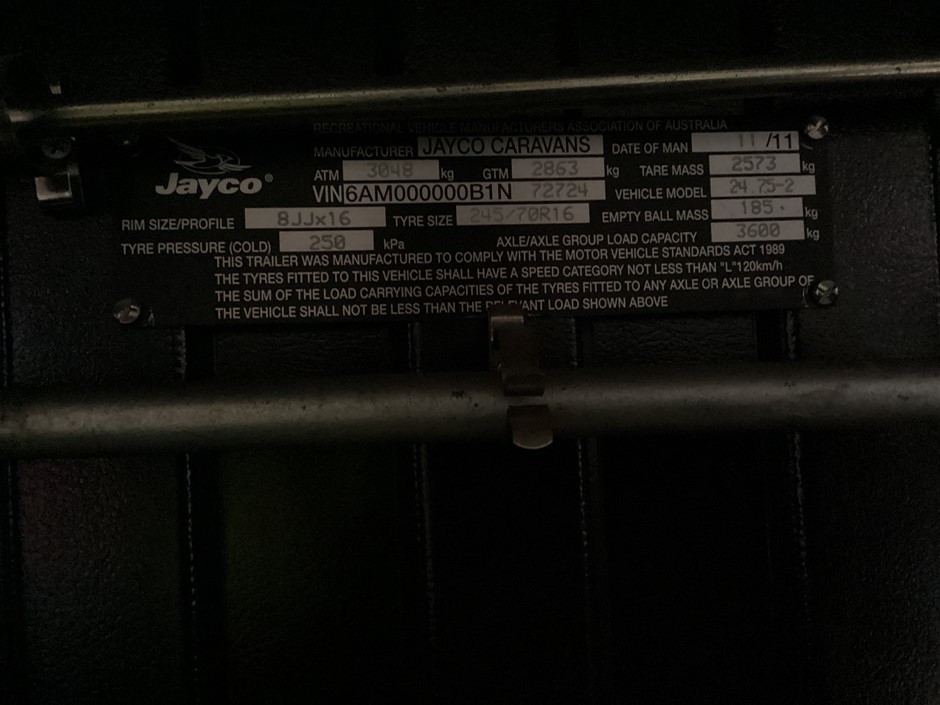 RECREATIONAL VEHICLE MANUFACTURERS ASSOCIATION OF AUSTRALIA
Jayco®
MANUFACTURER JAYCO CARAVANS DATE OF MAN 11/11
ATM 3048 kg GTM 2863 kg TARE MASS 2573 kg
VIN 6AM000000B1N 72724 VEHICLE MODEL 24.75-2
RIM SIZE/PROFILE 8JJx16 TYRE SIZE 245/70R16 EMPTY BALL MASS 185. kg
TYRE PRESSURE (COLD) 250 kPa AXLE/AXLE GROUP LOAD CAPACITY 3600 kg
THIS TRAILER WAS MANUFACTURED TO COMPLY WITH THE MOTOR VEHICLE STANDARDS ACT 1989
THE TYRES FITTED TO THIS VEHICLE SHALL HAVE A SPEED CATEGORY NOT LESS THAN "L"120km/h
THE SUM OF THE LOAD CARRYING CAPACITIES OF THE TYRES FITTED TO ANY AXLE OR AXLE GROUP OF
THE VEHICLE SHALL NOT BE LESS THAN THE RELEVANT LOAD SHOWN ABOVE